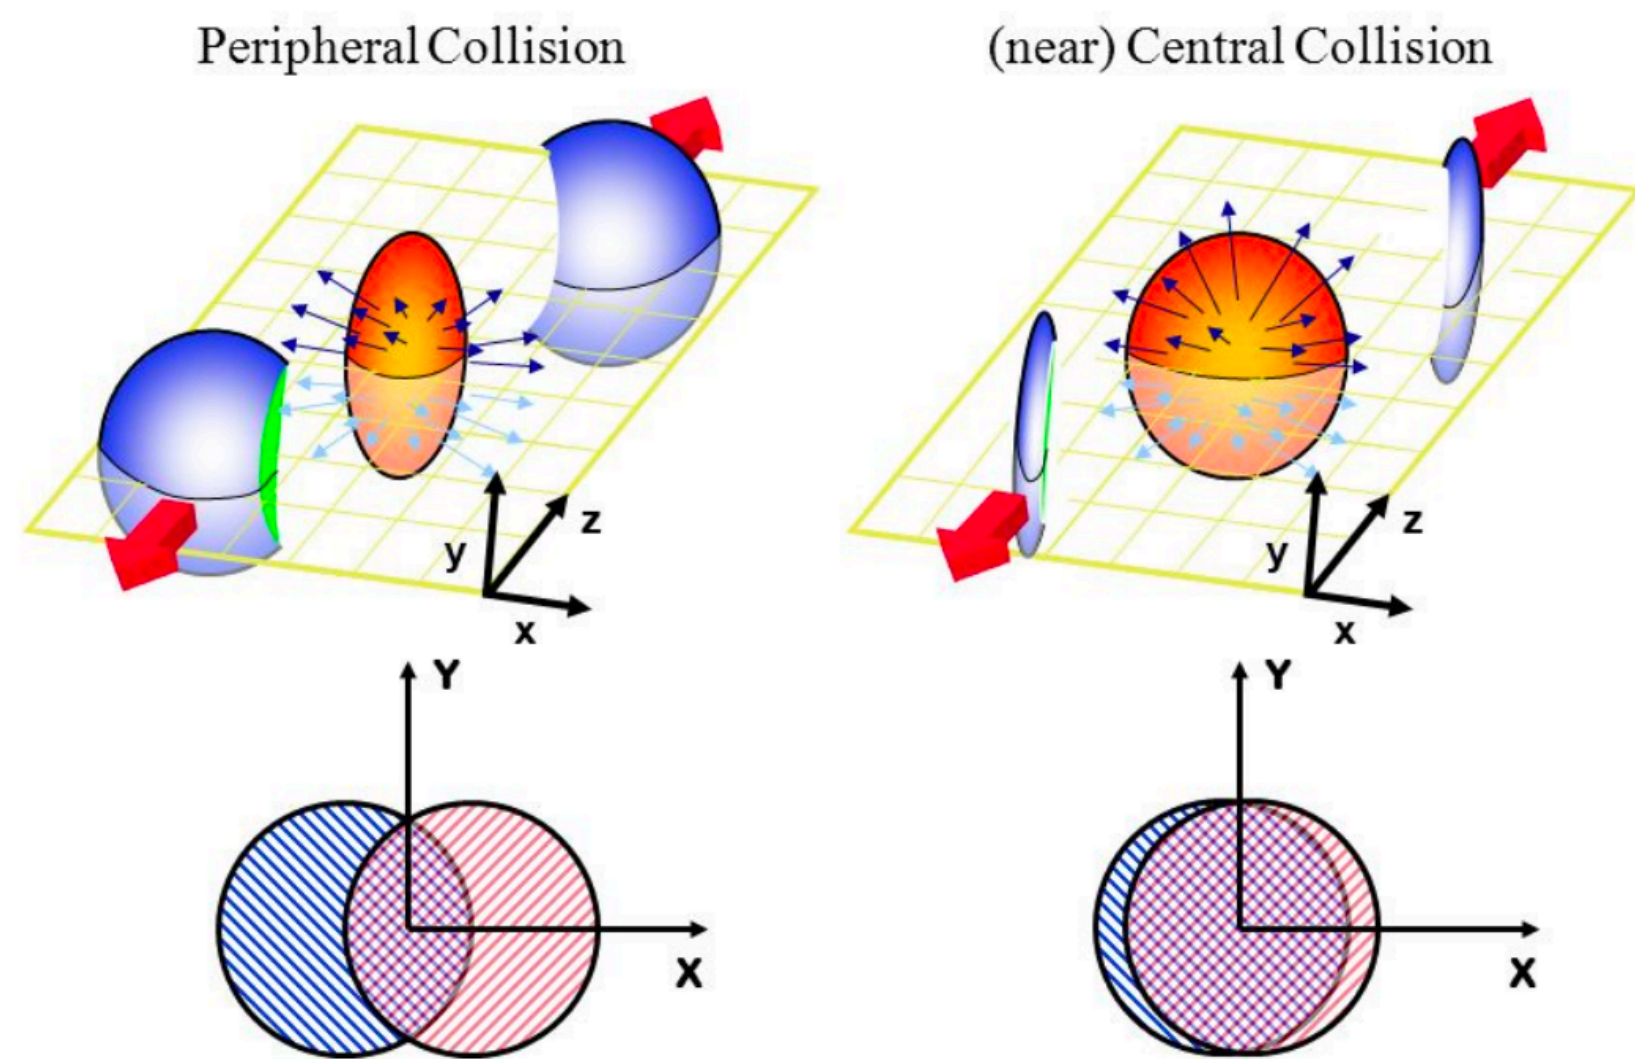 Peripheral Collision
(near) Central Collision
y
z
x
y
z
x
Y
X
Y
X